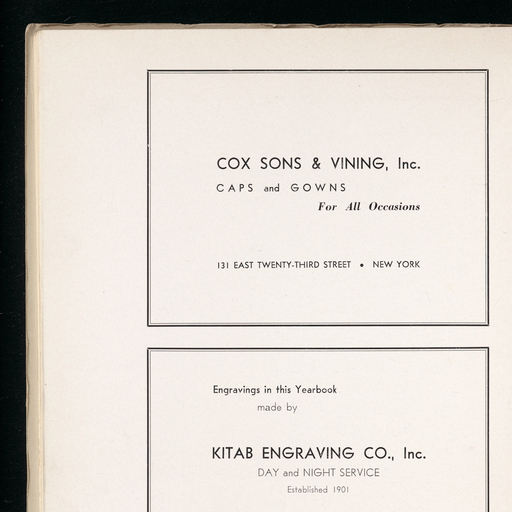 COX SONS & VINING, Inc.
CAPS and GOWNS
For All Occasions
131 EAST TWENTY-THIRD STREET • NEW YORK
Engravings in this Yearbook
made by
KITAB ENGRAVING CO., Inc.
DAY and NIGHT SERVICE
Established 1901